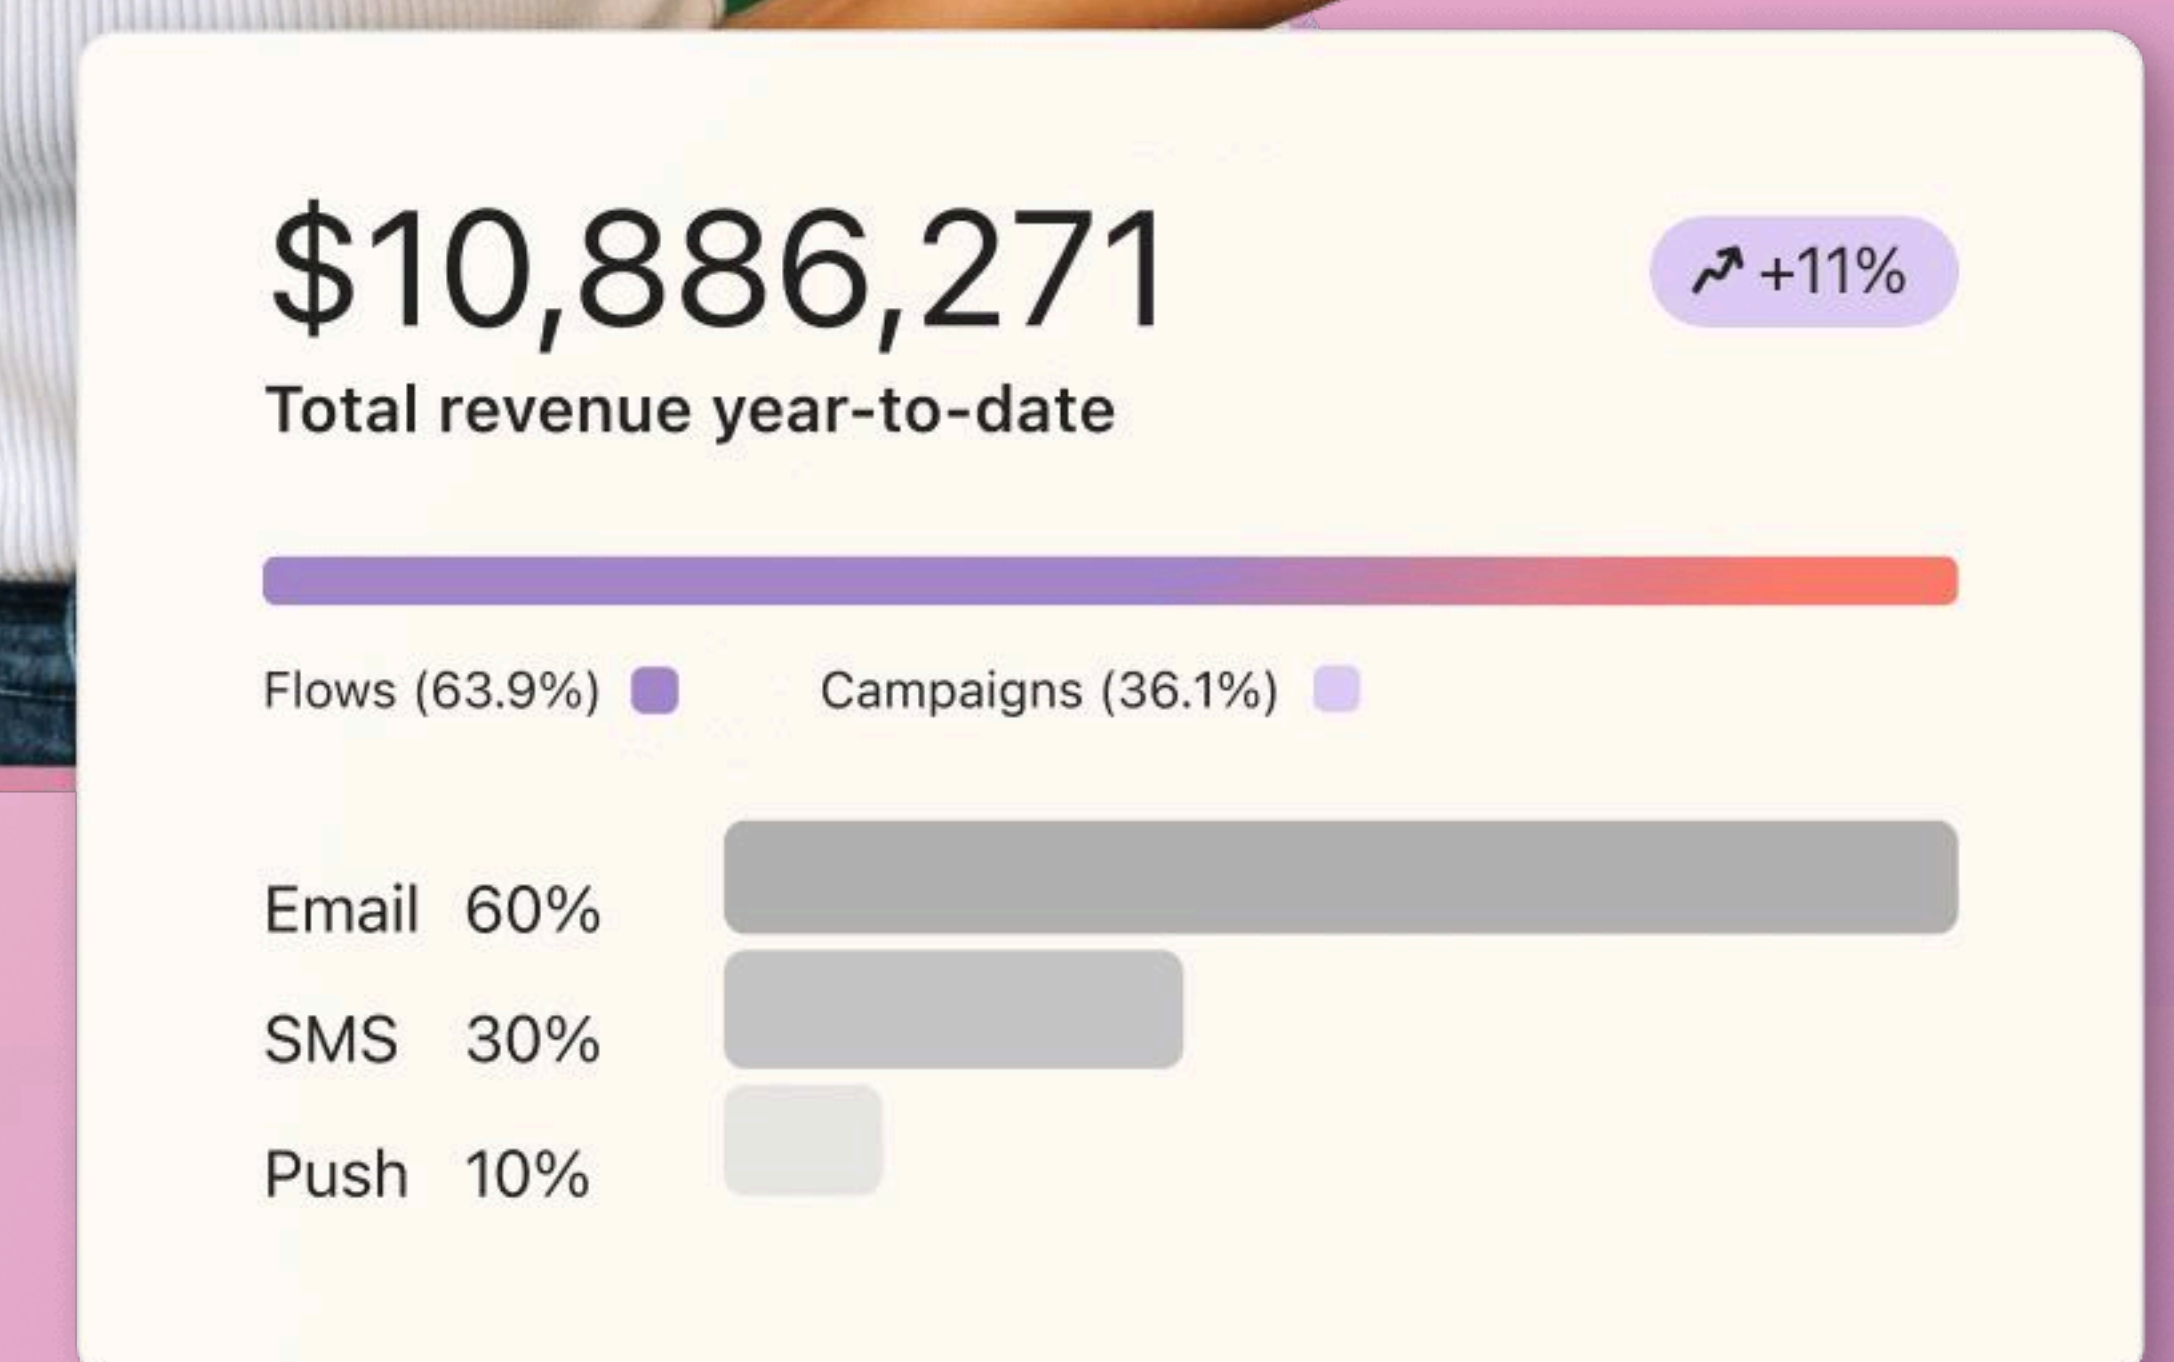 $10,886,271
+11%
Total revenue year-to-date
Flows (63.9%) Campaigns (36.1%)
Email 60%
SMS 30%
Push 10%